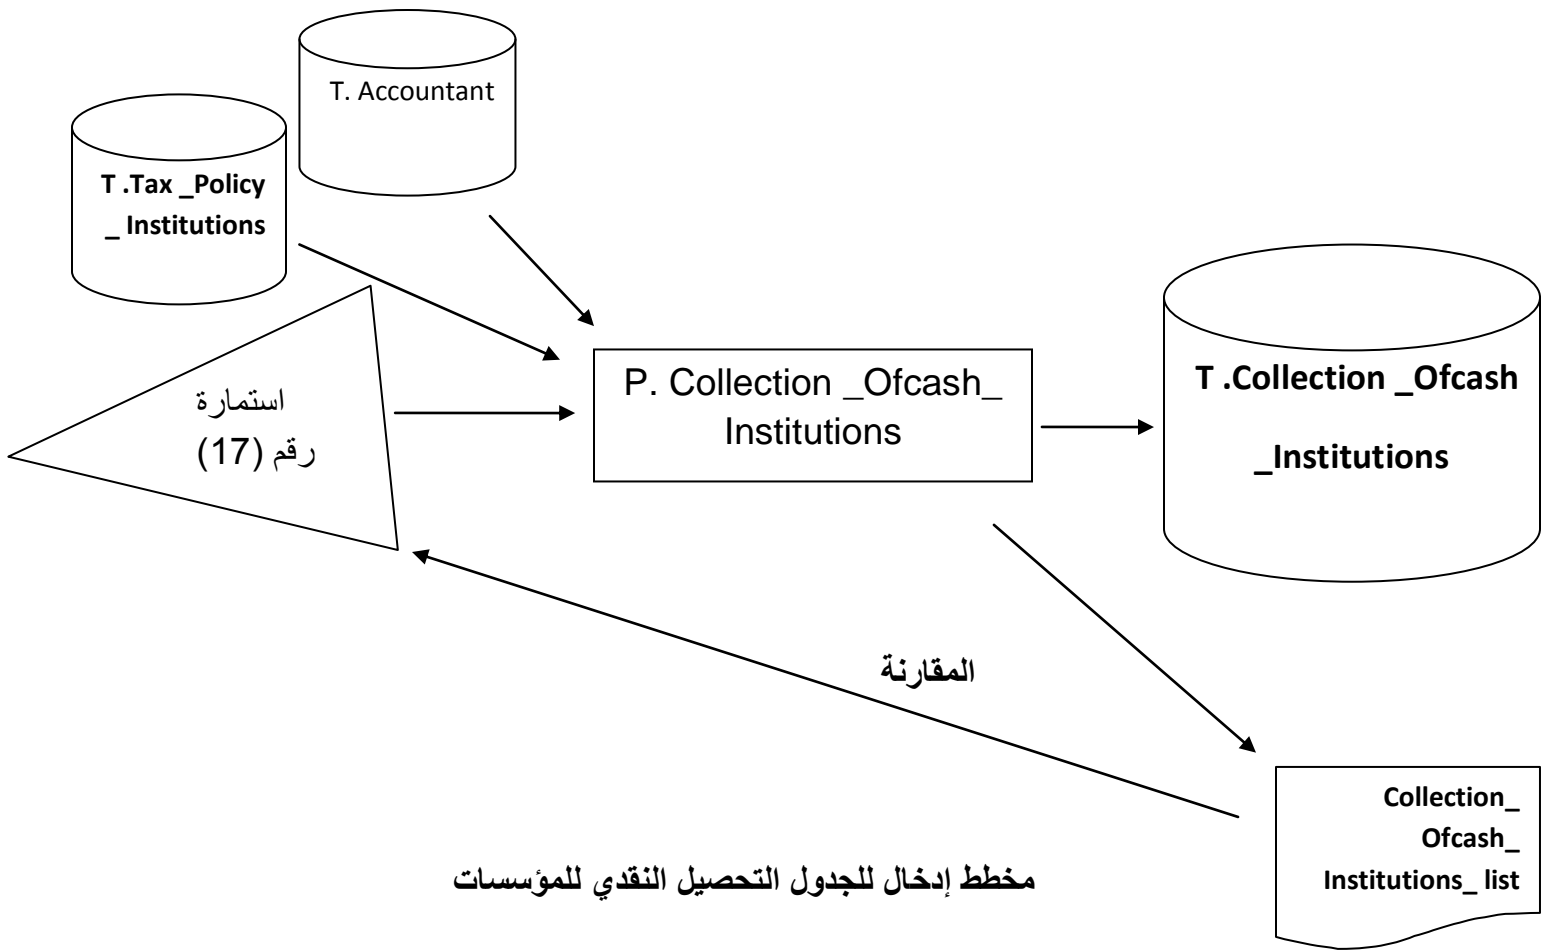 T. Accountant
T .Tax _Policy
_ Institutions
استمارة
رقم (17)
P. Collection _Ofcash_
Institutions
T .Collection _Ofcash
_Institutions
المقارنة
Collection_
Ofcash_
Institutions_ list
مخطط إدخال للجدول التحصيل النقدي للمؤسسات